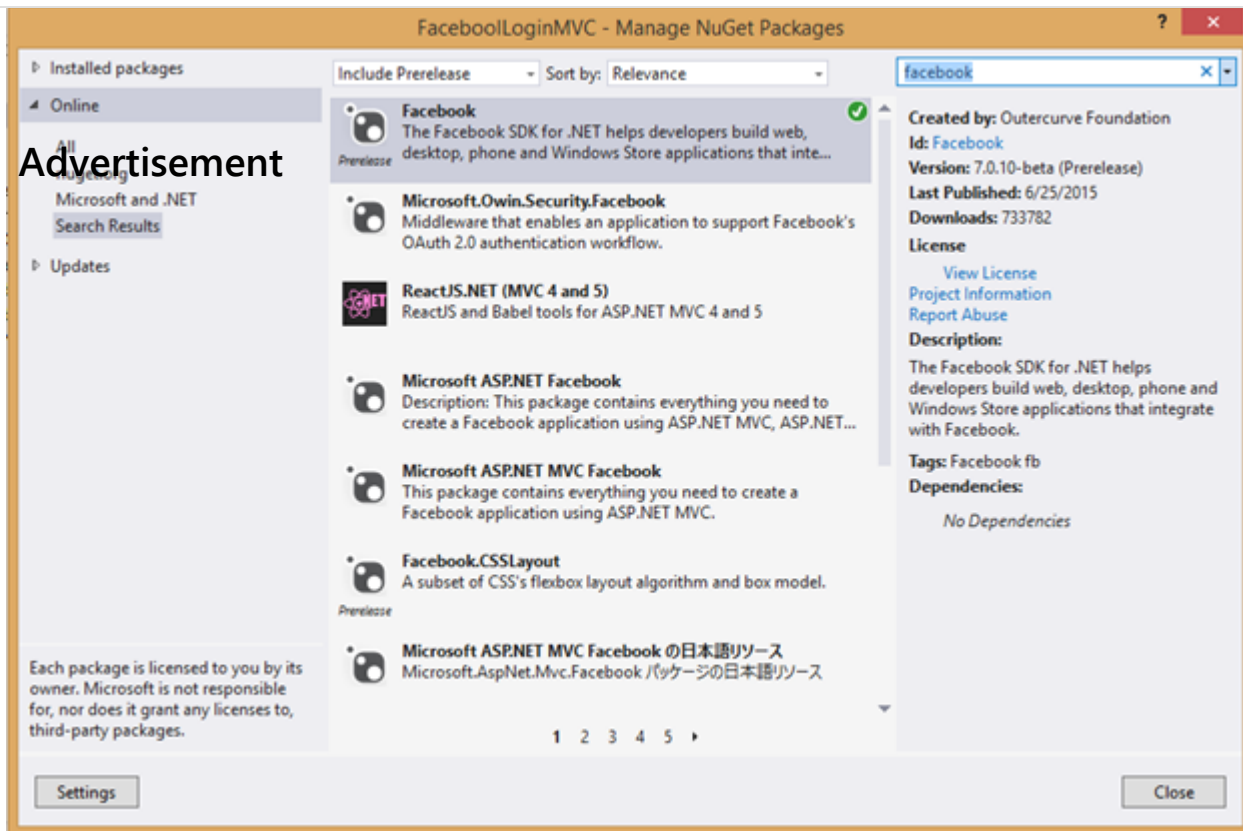 FaceboolLoginMVC - Manage NuGet Packages
?
×
Installed packages
Online
All
Advertisement
nuget.org
Microsoft and .NET
Search Results
Updates
Each package is licensed to you by its
owner. Microsoft is not responsible
for, nor does it grant any licenses to,
third-party packages.
Include Prerelease
Sort by: Relevance
Facebook
The Facebook SDK for .NET helps developers build web,
Prerelease desktop, phone and Windows Store applications that inte...
Microsoft.Owin.Security.Facebook
Middleware that enables an application to support Facebook's
OAuth 2.0 authentication workflow.
.NET
ReactJS.NET (MVC 4 and 5)
ReactJS and Babel tools for ASP.NET MVC 4 and 5
Microsoft ASP.NET Facebook
Description: This package contains everything you need to
create a Facebook application using ASP.NET MVC, ASP.NET...
Microsoft ASP.NET MVC Facebook
This package contains everything you need to create a
Facebook application using ASP.NET MVC.
Facebook.CSSLayout
A subset of CSS's flexbox layout algorithm and box model.
Prerelease
Microsoft ASP.NET MVC Facebook の日本語リソース
Microsoft.AspNet.Mvc.Facebook パッケージの日本語リソース
1 2 3 4 5
facebook
Created by: Outercurve Foundation
Id: Facebook
Version: 7.0.10-beta (Prerelease)
Last Published: 6/25/2015
Downloads: 733782
License
View License
Project Information
Report Abuse
Description:
The Facebook SDK for .NET helps
developers build web, desktop, phone and
Windows Store applications that integrate
with Facebook.
Tags: Facebook fb
Dependencies:
No Dependencies
Settings
Close